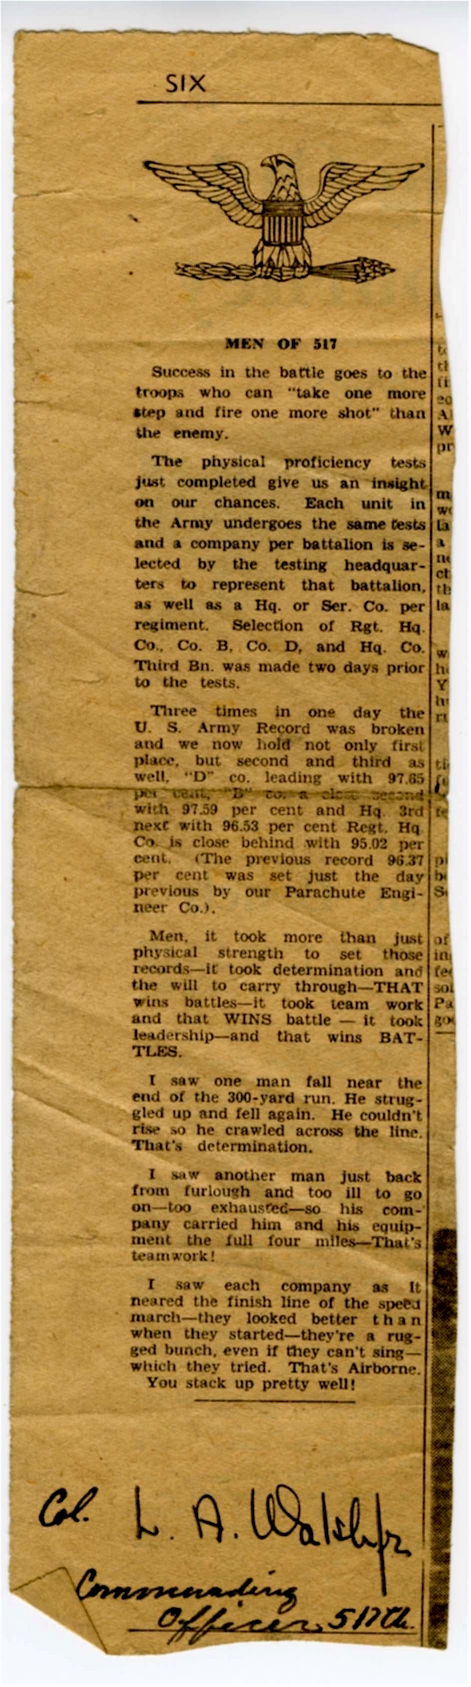 SIX
MEN OF 517
Success in the battle goes to the
troops who can "take one more
step and fire one more shot" than
the enemy.
The physical proficiency tests
just completed give us an insight
on our chances. Each unit in
the Army undergoes the same tests
and a company per battalion is se-
lected by the testing headquar-
ters to represent that battalion,
as well as a Hq. or Ser. Co. per
regiment. Selection of Rgt. Hq.
Co., Co. B, Co. D, and Hq. Co.
Third Bn. was made two days prior
to the tests.
Three times in one day the
U. S. Army Record was broken
and we now hold not only first
place, but second and third as
well, "D" co. leading with 97.65
per cent, "B" co. a close second
with 97.59 per cent and Hq. 3rd
next with 96.53 per cent Regt. Hq.
Co. is close behind with 95.02 per
cent. (The previous record 96.37
per cent was set just the day
previous by our Parachute Engi-
neer Co.).
Men, it took more than just
physical strength to set those
records—it took determination and
the will to carry through—THAT
wins battles—it took team work
and that WINS battle — it took
leadership—and that wins BAT-
TLES.
I saw one man fall near the
end of the 300-yard run. He strug-
gled up and fell again. He couldn't
rise so he crawled across the line.
That's determination.
I saw another man just back
from furlough and too ill to go
on—too exhausted—so his com-
pany carried him and his equip-
ment the full four miles—That's
teamwork!
I saw each company as it
neared the finish line of the speed
march—they looked better than
when they started—they're a rug-
ged bunch, even if they can't sing—
which they tried. That's Airborne.
You stack up pretty well!
Col. L. A. Walsh Jr.
Commanding
Officer, 517th.